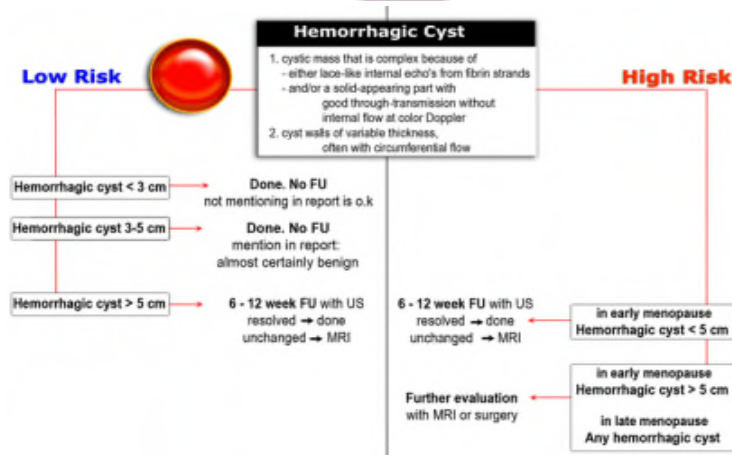 Hemorrhagic Cyst
1. cystic mass that is complex because of
- either lace-like internal echo's from fibrin strands
- and/or a solid-appearing part with
good through-transmission without
internal flow at color Doppler
2. cyst walls of variable thickness,
often with circumferential flow
Low Risk
High Risk
Hemorrhagic cyst < 3 cm
Done. No FU
not mentioning in report is o.k
Hemorrhagic cyst 3-5 cm
Done. No FU
mention in report:
almost certainly benign
Hemorrhagic cyst > 5 cm
6 - 12 week FU with US
resolved → done
unchanged → MRI
6 - 12 week FU with US
resolved → done
unchanged → MRI
in early menopause
Hemorrhagic cyst < 5 cm
Further evaluation
with MRI or surgery
in early menopause
Hemorrhagic cyst > 5 cm
in late menopause
Any hemorrhagic cyst